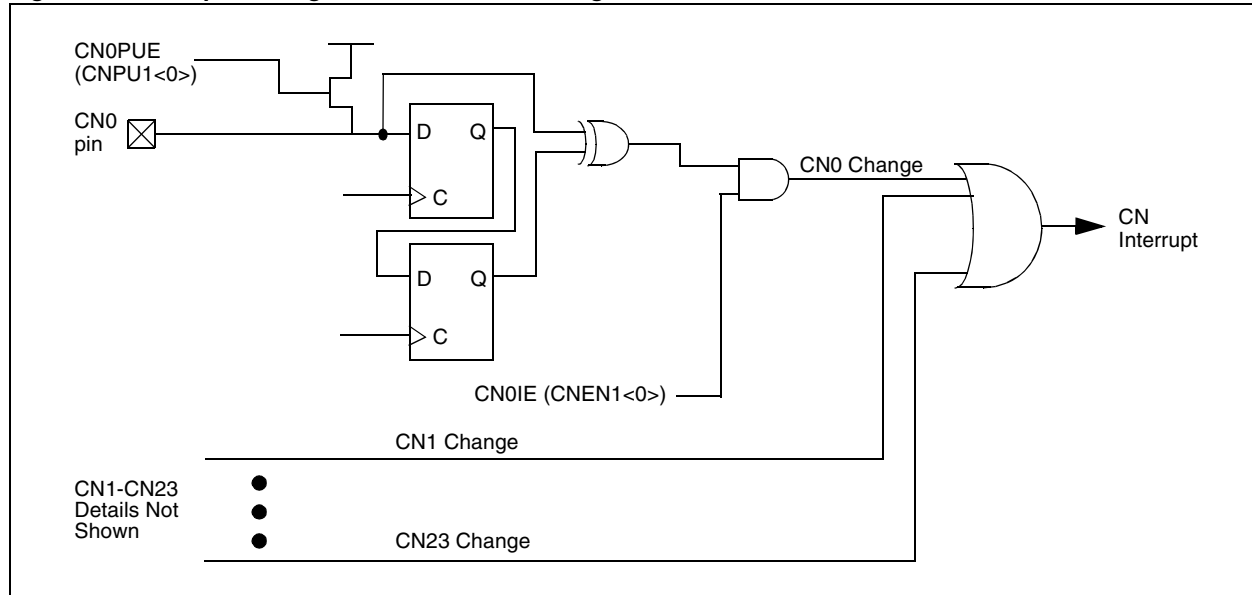 CN0PUE
(CNPU1<0>)
CN0
pin
D Q
C
D Q
C
CN0 Change
CN
Interrupt
CN0IE (CNEN1<0>)
CN1 Change
CN1-CN23
Details Not
Shown
CN23 Change